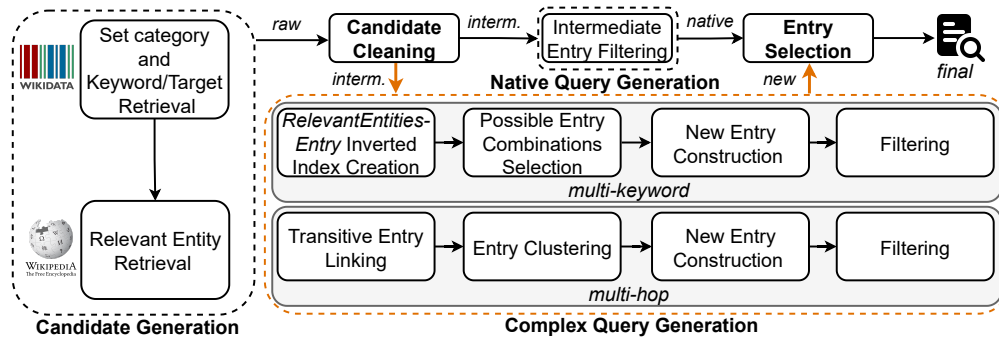 WIKIDATA
Set category
and
Keyword/Target
Retrieval
WIKIPEDIA
The Free Encyclopedia
Relevant Entity
Retrieval
Candidate Generation
raw
Candidate
Cleaning
interm.
Intermediate
Entry Filtering
native
Entry
Selection
final
interm.
Native Query Generation
new
RelevantEntities-
Entry Inverted
Index Creation
Possible Entry
Combinations
Selection
New Entry
Construction
Filtering
multi-keyword
Transitive Entry
Linking
Entry Clustering
New Entry
Construction
Filtering
multi-hop
Complex Query Generation